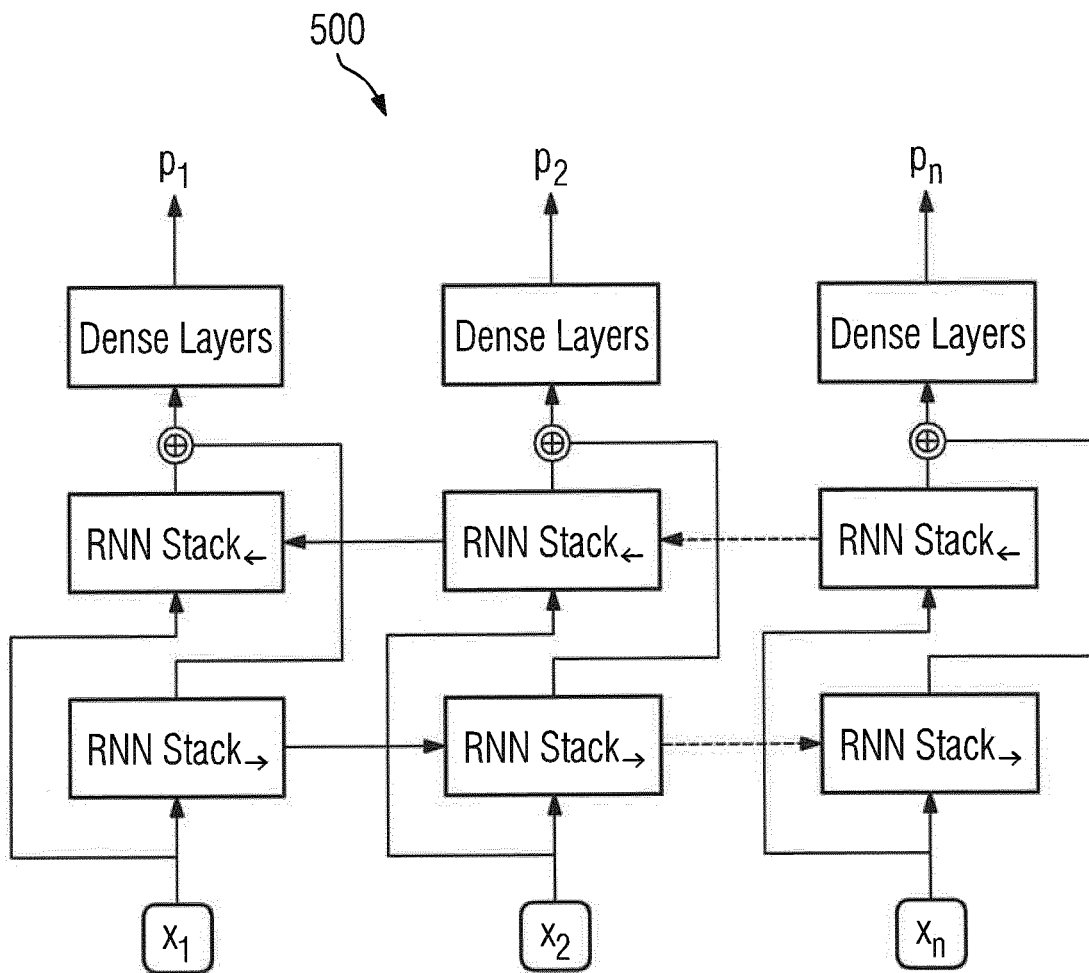 500
p₁ p₂ pₙ
Dense Layers Dense Layers Dense Layers
⊕ ⊕ ⊕
RNN Stack← RNN Stack← RNN Stack←
RNN Stack→ RNN Stack→ RNN Stack→
x₁ x₂ xₙ